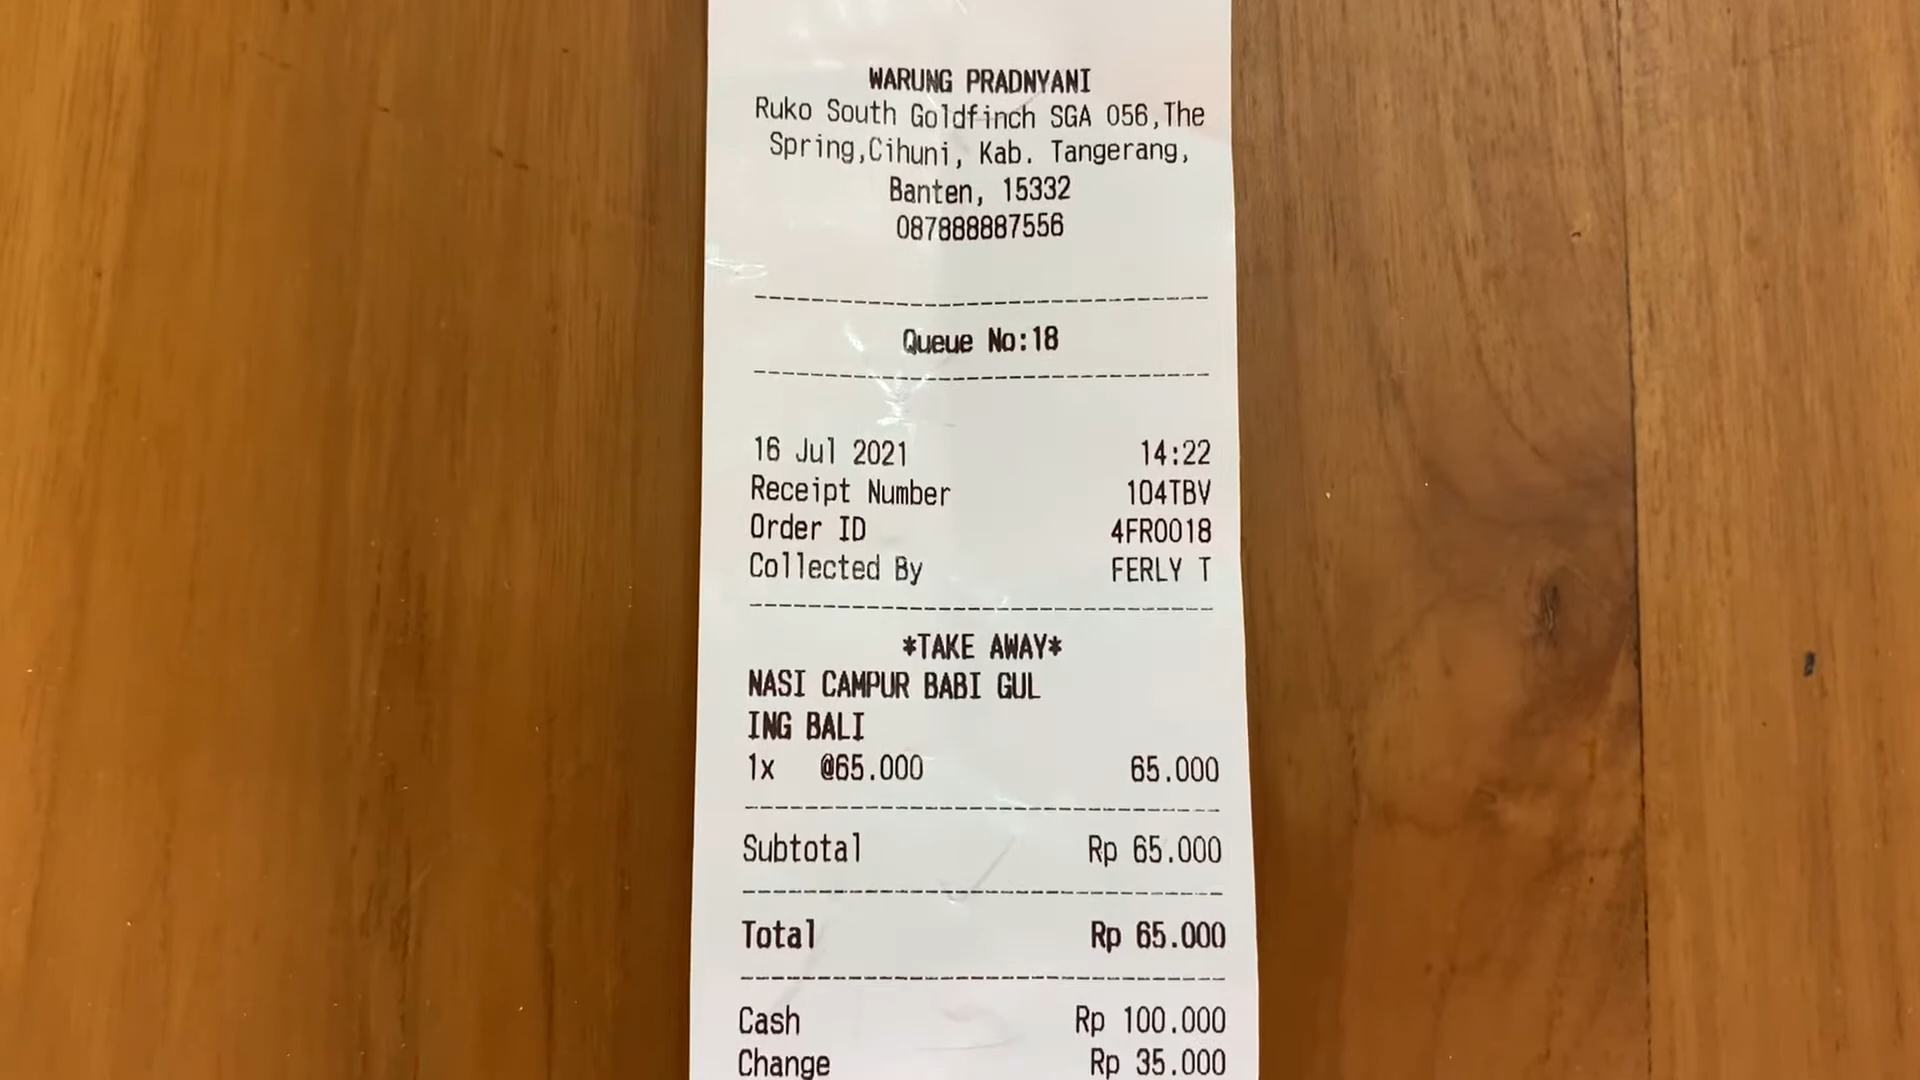 WARUNG PRADNYANI
Ruko South Goldfinch SGA 056,The
Spring,Cihuni, Kab. Tangerang,
Banten, 15332
087888887556
Queue No:18
16 Jul 2021 14:22
Receipt Number 104TBV
Order ID 4FR0018
Collected By FERLY T
*TAKE AWAY*
NASI CAMPUR BABI GUL
ING BALI
1x @65.000 65.000
Subtotal Rp 65.000
Total Rp 65.000
Cash Rp 100.000
Change Rp 35.000